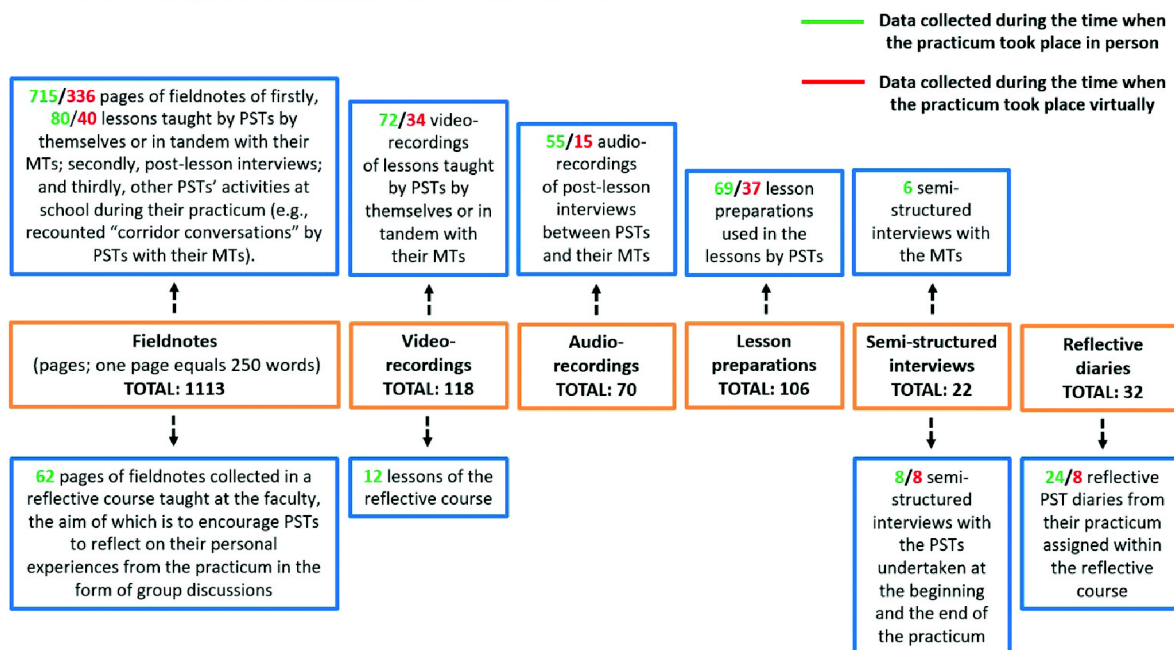 Data collected during the time when
the practicum took place in person
Data collected during the time when
the practicum took place virtually
715/336 pages of fieldnotes of firstly,
80/40 lessons taught by PSTs by
themselves or in tandem with their
MTs; secondly, post-lesson interviews;
and thirdly, other PSTs’ activities at
school during their practicum (e.g.,
recounted “corridor conversations” by
PSTs with their MTs).
72/34 video-
recordings
of lessons taught
by PSTs by
themselves or in
tandem with
their MTs
55/15 audio-
recordings
of post-lesson
interviews
between PSTs
and their MTs
69/37 lesson
preparations
used in the
lessons by PSTs
6 semi-
structured
interviews with
the MTs
Fieldnotes
(pages; one page equals 250 words)
TOTAL: 1113
Video-
recordings
TOTAL: 118
Audio-
recordings
TOTAL: 70
Lesson
preparations
TOTAL: 106
Semi-structured
interviews
TOTAL: 22
Reflective
diaries
TOTAL: 32
62 pages of fieldnotes collected in a
reflective course taught at the faculty,
the aim of which is to encourage PSTs
to reflect on their personal
experiences from the practicum in the
form of group discussions
12 lessons of the
reflective course
8/8 semi-
structured
interviews with
the PSTs
undertaken at
the beginning
and the end of
the practicum
24/8 reflective
PST diaries from
their practicum
assigned within
the reflective
course